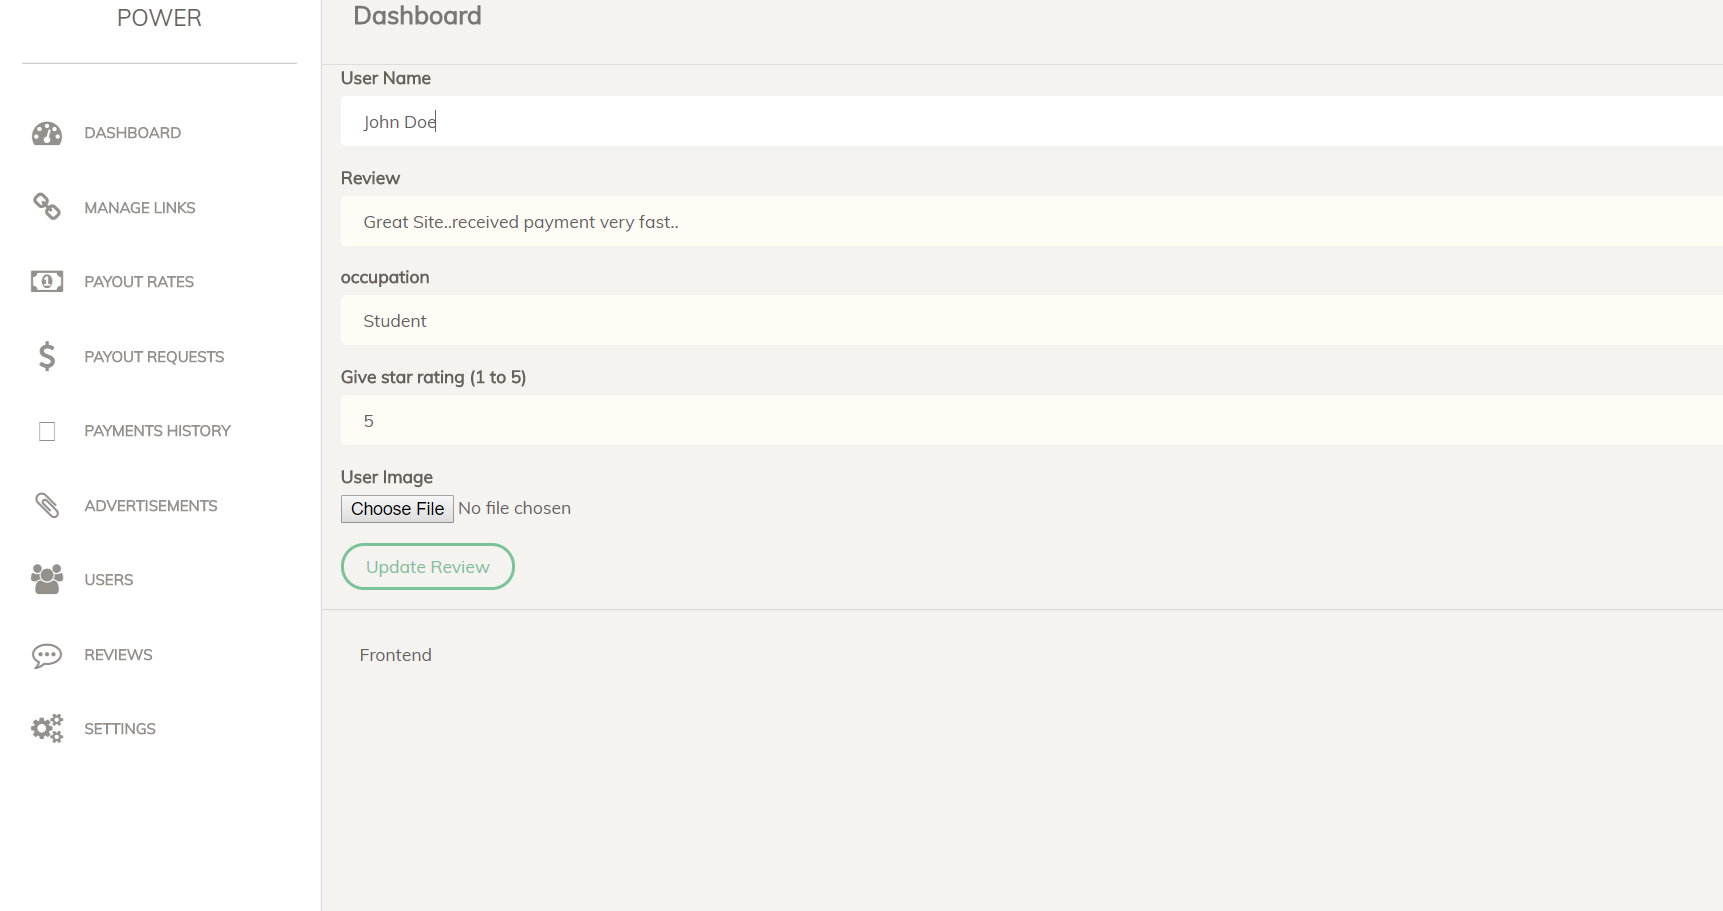 POWER
DASHBOARD
MANAGE LINKS
PAYOUT RATES
PAYOUT REQUESTS
PAYMENTS HISTORY
ADVERTISEMENTS
USERS
REVIEWS
SETTINGS
Dashboard
User Name
John Doe
Review
Great Site..received payment very fast..
occupation
Student
Give star rating (1 to 5)
5
User Image
Choose File No file chosen
Update Review
Frontend